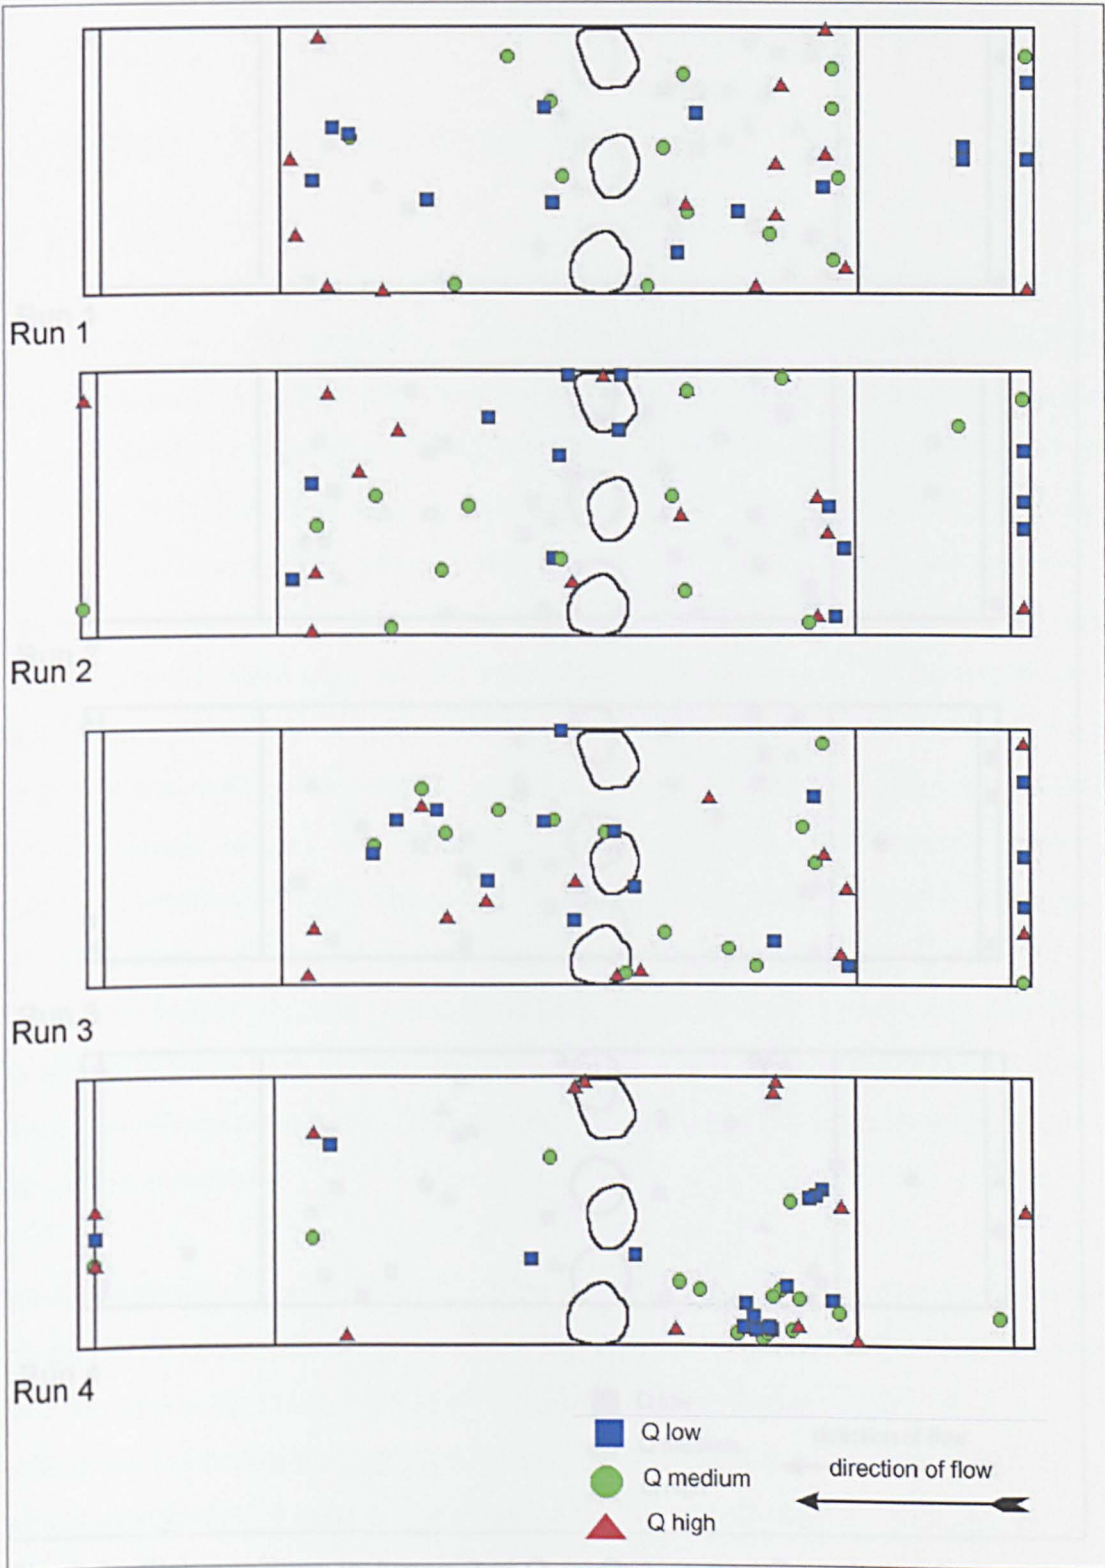 Run 1
Run 2
Run 3
Run 4
Q low
Q medium
Q high
direction of flow